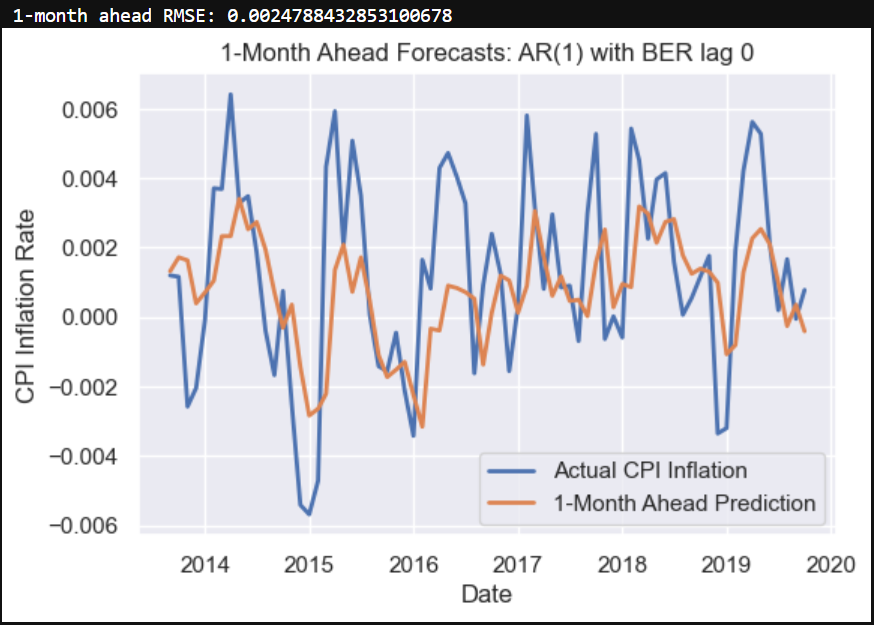 1-month ahead RMSE: 0.0024788432853100678
1-Month Ahead Forecasts: AR(1) with BER lag 0
0.006
0.004
0.002
0.000
−0.002
−0.004
−0.006
CPI Inflation Rate
Actual CPI Inflation
1-Month Ahead Prediction
2014 2015 2016 2017 2018 2019 2020
Date